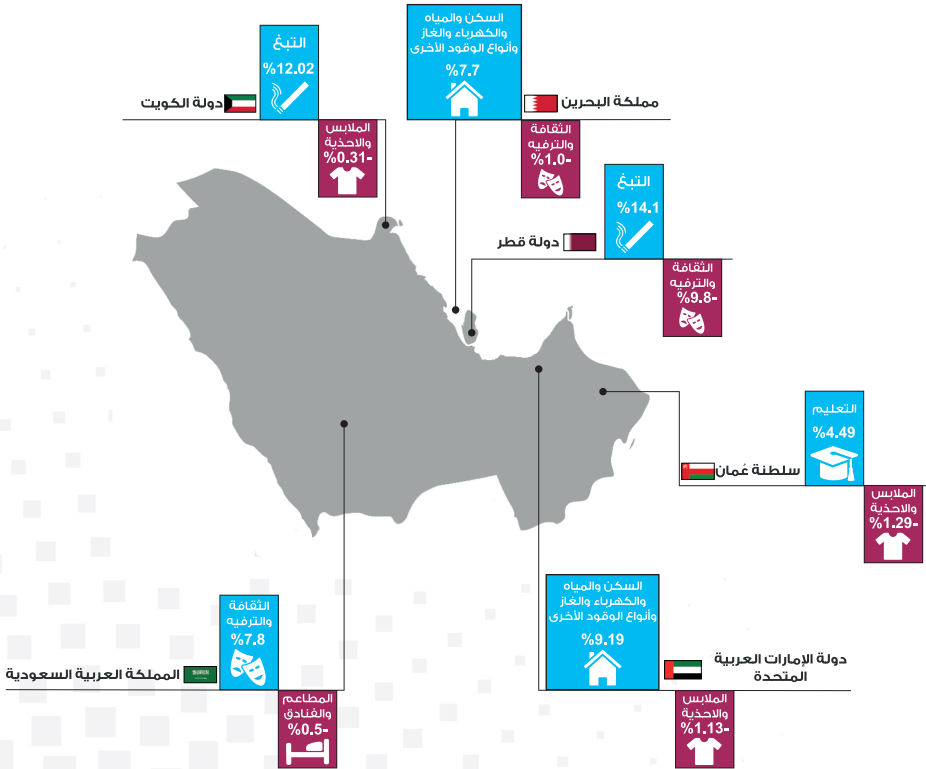 التبغ
%12.02
دولة الكويت
الملابس
والاحذية
%0.31-
السكن والمياه
والكهرباء والغاز
وأنواع الوقود الأخرى
%7.7
مملكة البحرين
الثقافة
والترفيه
%1.0-
التبغ
%14.1
دولة قطر
الثقافة
والترفيه
%9.8-
التعليم
%4.49
سلطنة عُمان
الملابس
والاحذية
%1.29-
السكن والمياه
والكهرباء والغاز
وأنواع الوقود الأخرى
%9.19
دولة الإمارات العربية
المتحدة
الملابس
والاحذية
%1.13-
الثقافة
والترفيه
%7.8
المملكة العربية السعودية
المطاعم
والفنادق
%0.5-